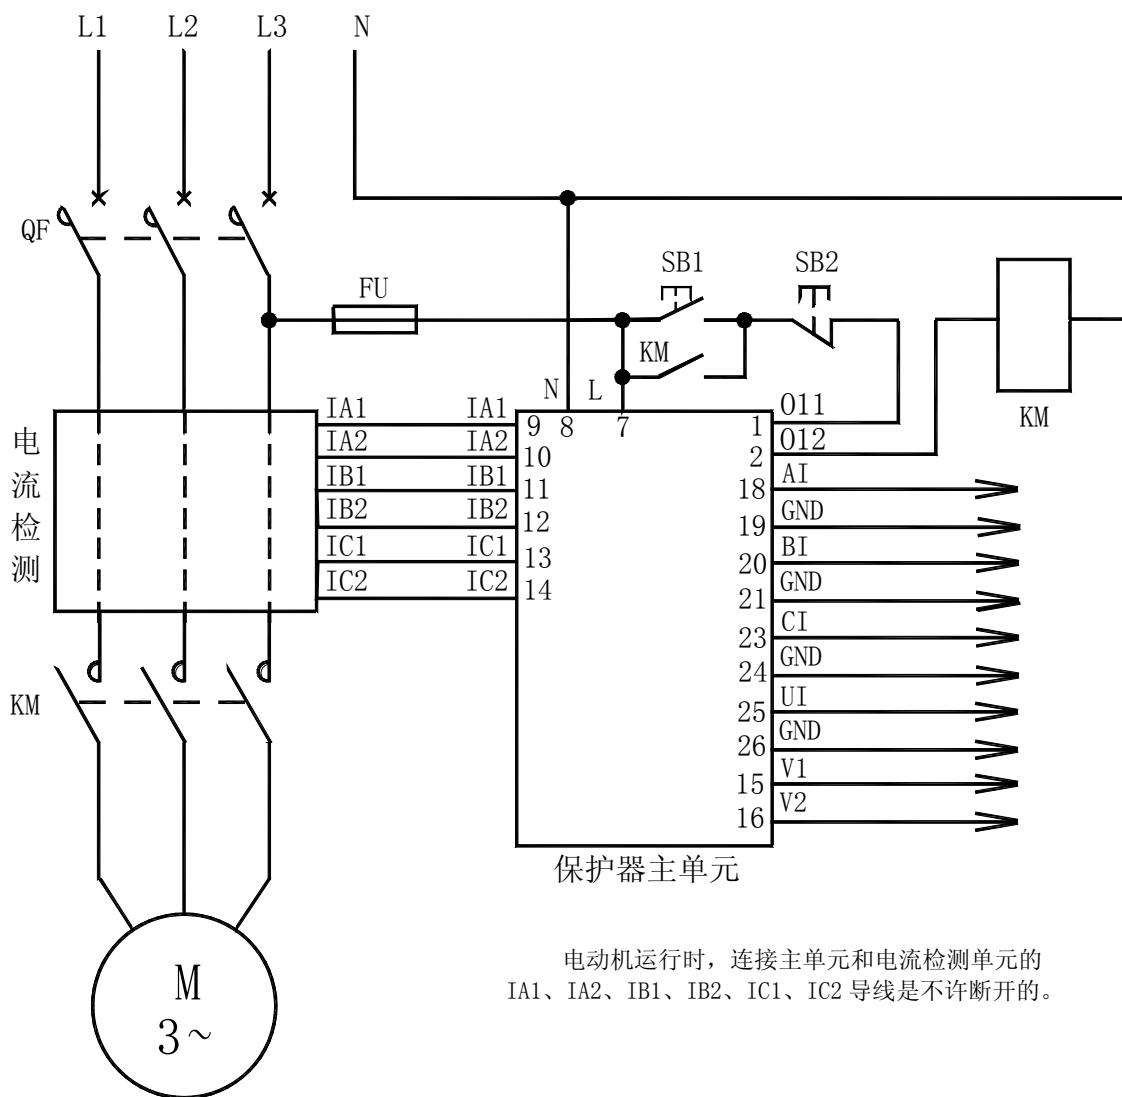 L1 L2 L3 N
QF
FU
SB1
SB2
KM
KM
N L
IA1 IA1 9 8 7 1 O11
IA2 IA2 10 2 O12
IB1 IB1 11 18 AI
IB2 IB2 12 19 GND
IC1 IC1 13 20 BI
IC2 IC2 14 21 GND
23 CI
24 GND
25 UI
26 GND
15 V1
16 V2
电流检测
KM
保护器主单元
M
3~
电动机运行时，连接主单元和电流检测单元的
IA1、IA2、IB1、IB2、IC1、IC2导线是不许断开的。